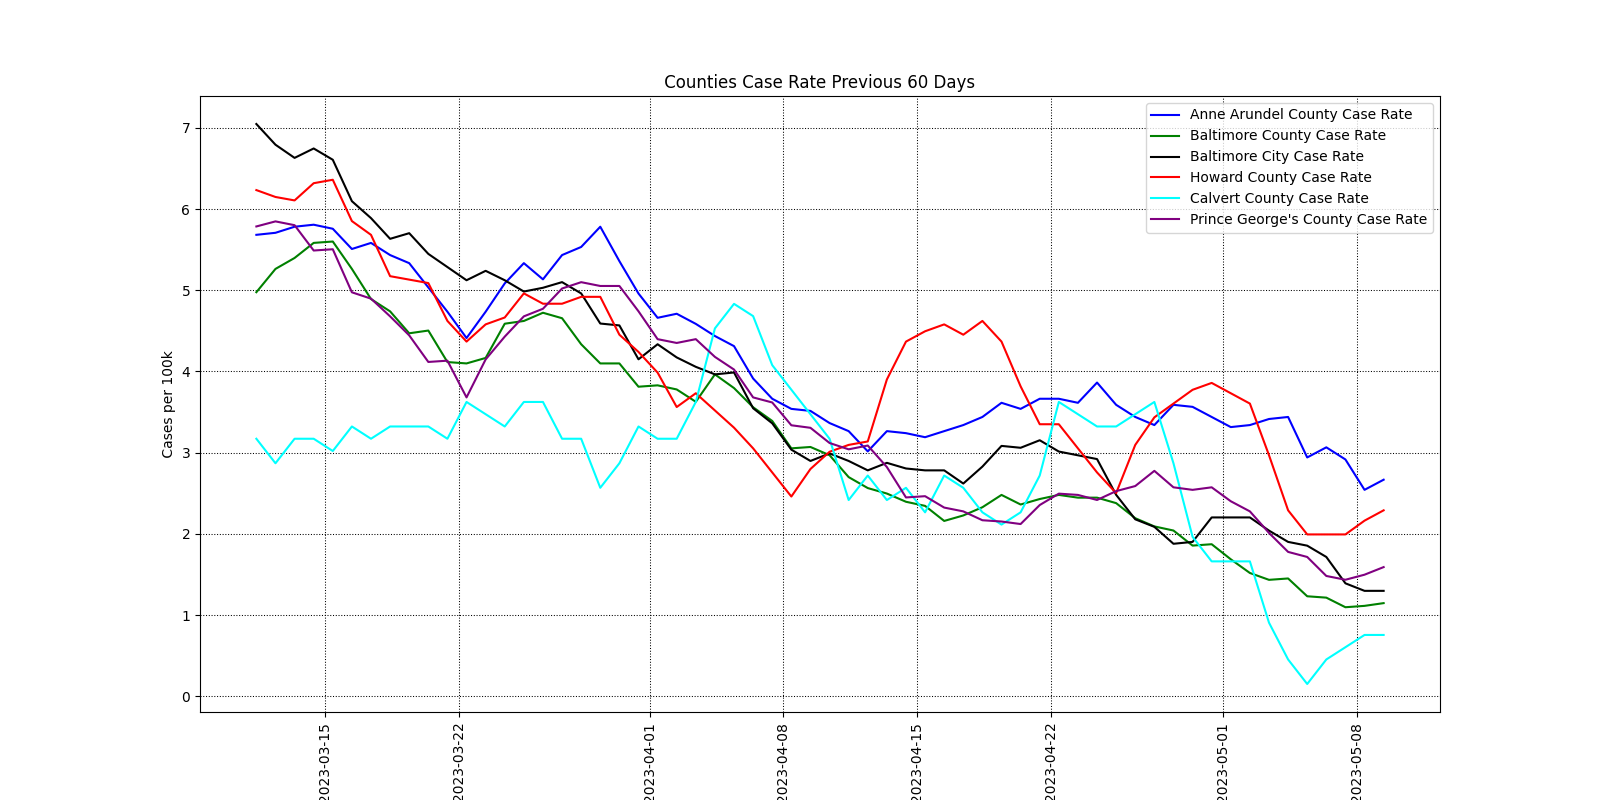 Counties Case Rate Previous 60 Days
Anne Arundel County Case Rate
Baltimore County Case Rate
Baltimore City Case Rate
Howard County Case Rate
Calvert County Case Rate
Prince George's County Case Rate
Cases per 100k
7
6
5
4
3
2
1
0
2023-03-15
2023-03-22
2023-04-01
2023-04-08
2023-04-15
2023-04-22
2023-05-01
2023-05-08